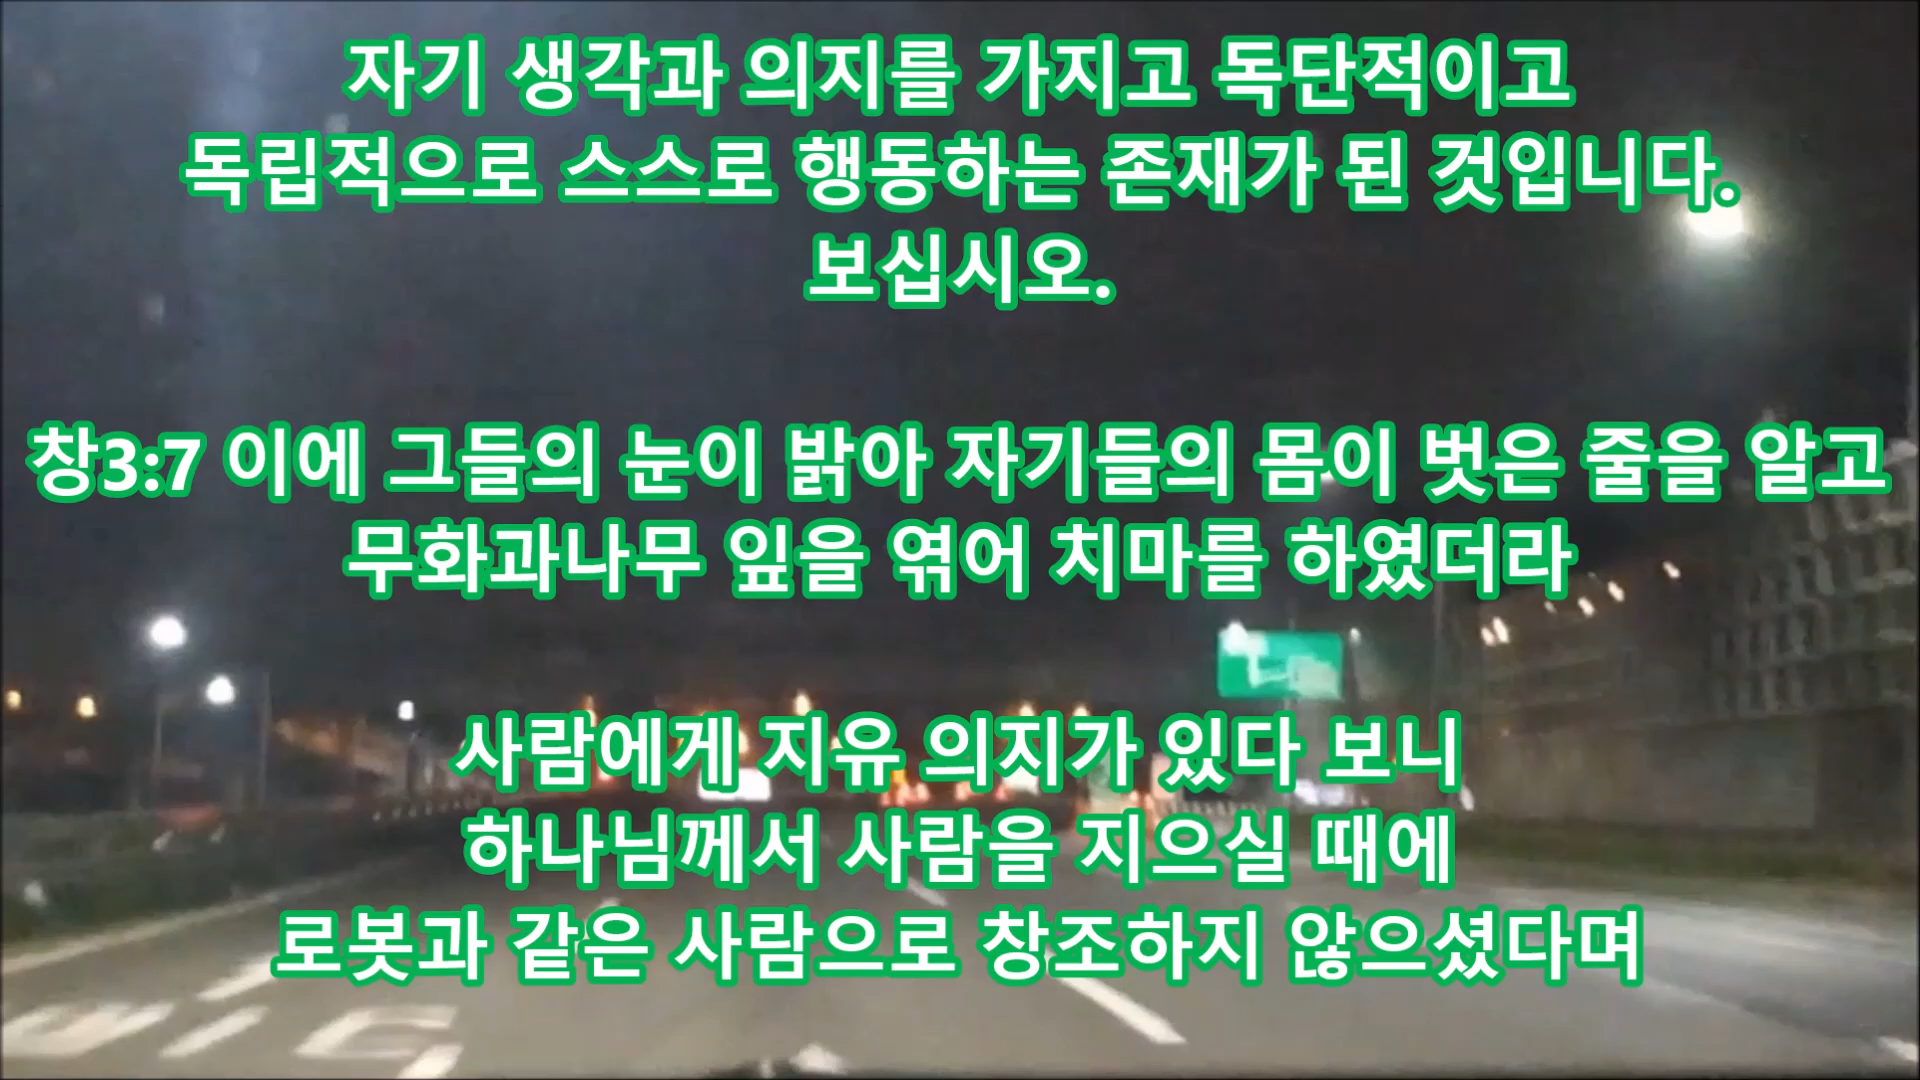 자기 생각과 의지를 가지고 독단적이고
독립적으로 스스로 행동하는 존재가 된 것입니다.
보십시오.
창3:7 이에 그들의 눈이 밝아 자기들의 몸이 벗은 줄을 알고
무화과나무 잎을 엮어 치마를 하였더라
사람에게 지유 의지가 있다 보니
하나님께서 사람을 지으실 때에
로봇과 같은 사람으로 창조하지 않으셨다며